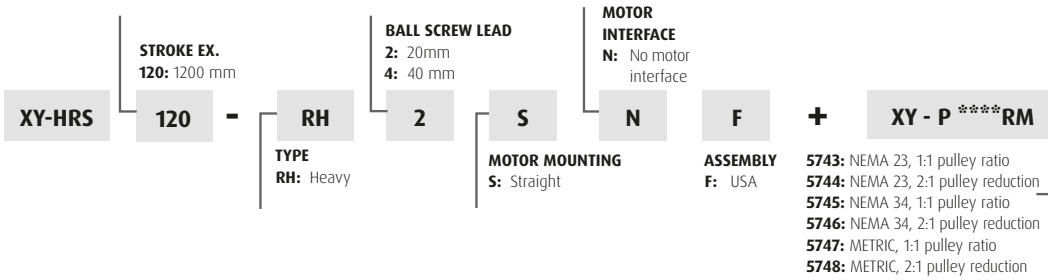 STROKE EX.
120: 1200 mm
BALL SCREW LEAD
2: 20mm
4: 40 mm
MOTOR
INTERFACE
N: No motor
interface
XY-HRS 120 - RH 2 S N F + XY - P ****RM
TYPE
RH: Heavy
MOTOR MOUNTING
S: Straight
ASSEMBLY
F: USA
5743: NEMA 23, 1:1 pulley ratio
5744: NEMA 23, 2:1 pulley reduction
5745: NEMA 34, 1:1 pulley ratio
5746: NEMA 34, 2:1 pulley reduction
5747: METRIC, 1:1 pulley ratio
5748: METRIC, 2:1 pulley reduction